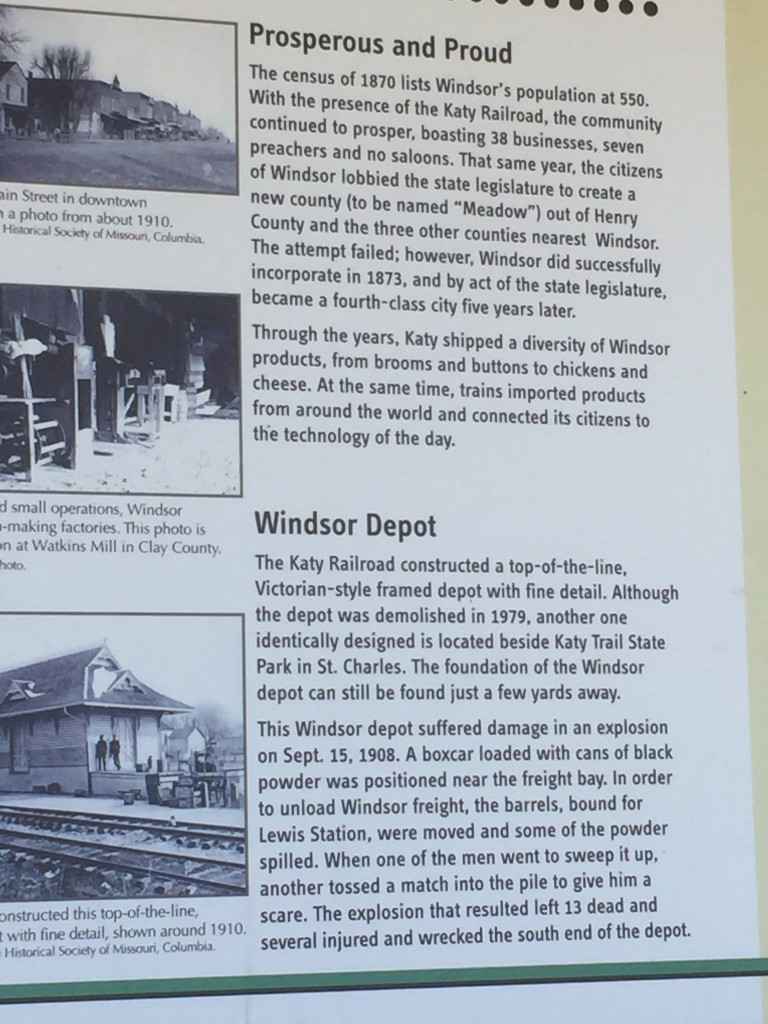 Prosperous and Proud
The census of 1870 lists Windsor's population at 550.
With the presence of the Katy Railroad, the community
continued to prosper, boasting 38 businesses, seven
preachers and no saloons. That same year, the citizens
of Windsor lobbied the state legislature to create a
new county (to be named “Meadow”) out of Henry
County and the three other counties nearest Windsor.
The attempt failed; however, Windsor did successfully
incorporate in 1873, and by act of the state legislature,
became a fourth-class city five years later.
Through the years, Katy shipped a diversity of Windsor
products, from brooms and buttons to chickens and
cheese. At the same time, trains imported products
from around the world and connected its citizens to
the technology of the day.
Windsor Depot
The Katy Railroad constructed a top-of-the-line,
Victorian-style framed depot with fine detail. Although
the depot was demolished in 1979, another one
identically designed is located beside Katy Trail State
Park in St. Charles. The foundation of the Windsor
depot can still be found just a few yards away.
This Windsor depot suffered damage in an explosion
on Sept. 15, 1908. A boxcar loaded with cans of black
powder was positioned near the freight bay. In order
to unload Windsor freight, the barrels, bound for
Lewis Station, were moved and some of the powder
spilled. When one of the men went to sweep it up,
another tossed a match into the pile to give him a
scare. The explosion that resulted left 13 dead and
several injured and wrecked the south end of the depot.
ain Street in downtown
a photo from about 1910.
Historical Society of Missouri, Columbia.
d small operations, Windsor
-making factories. This photo is
n at Watkins Mill in Clay County.
hoto.
onstructed this top-of-the-line,
t with fine detail, shown around 1910.
Historical Society of Missouri, Columbia.